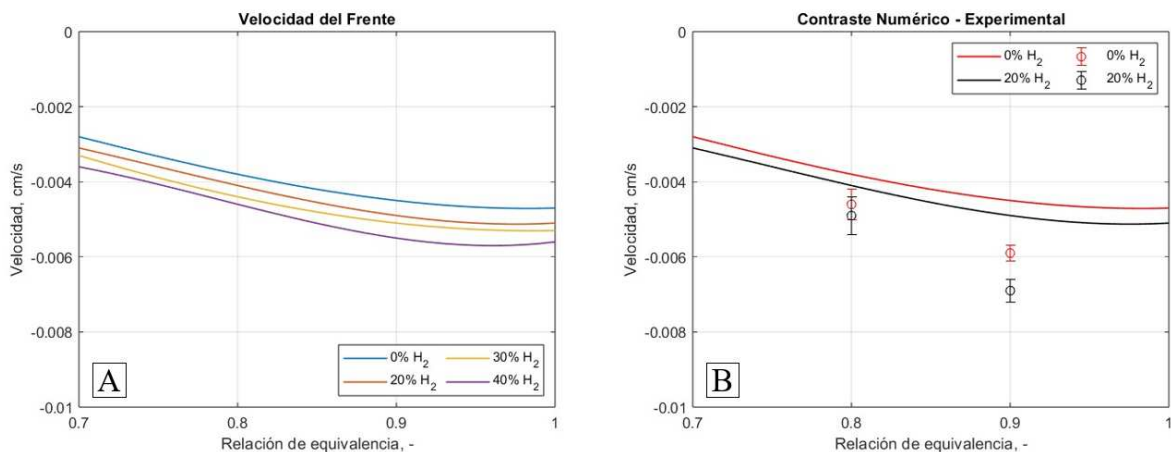 Velocidad del Frente
0
-0.002
-0.004
-0.006
-0.008
-0.01
Velocidad, cm/s
0.7
0.8
0.9
1
Relación de equivalencia, -
A
0% H2 30% H2
20% H2 40% H2
Contraste Numérico - Experimental
0% H2 0% H2
20% H2 20% H2
0
-0.002
-0.004
-0.006
-0.008
-0.01
Velocidad, cm/s
0.7
0.8
0.9
1
Relación de equivalencia, -
B